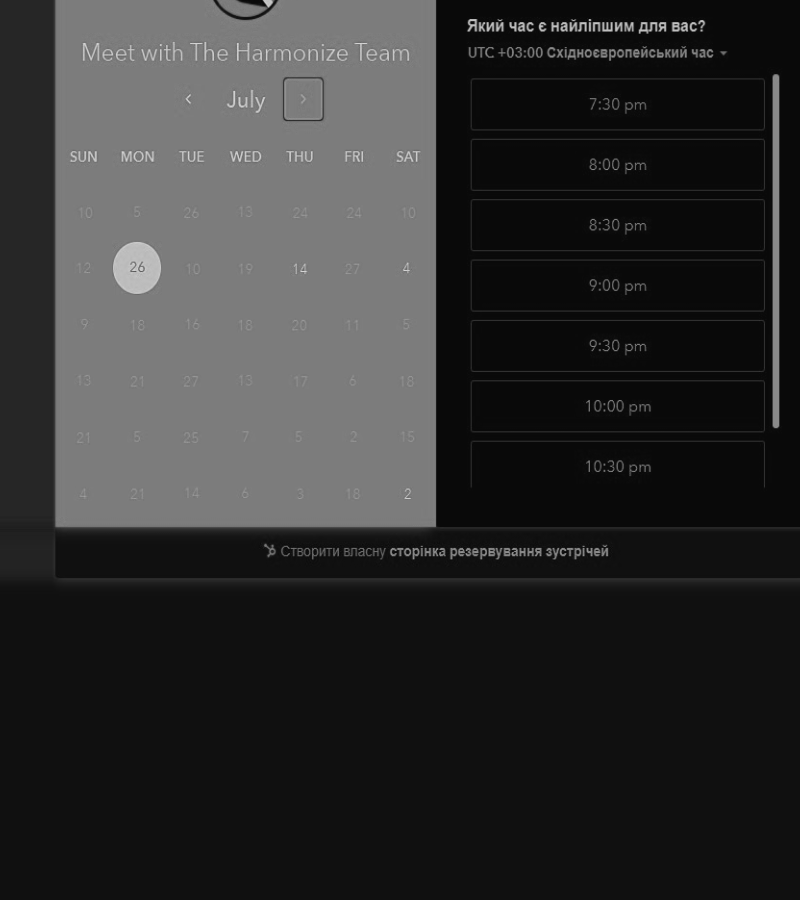 Meet with The Harmonize Team
July
SUN MON TUE WED THU FRI SAT
10 5 26 13 24 24 10
12 26 10 19 14 27 4
9 18 16 18 20 11 5
13 21 27 13 17 6 18
21 5 25 7 5 2 15
4 21 14 6 3 18 2
Який час є найліпшим для вас?
UTC +03:00 Східноєвропейський час
7:30 pm
8:00 pm
8:30 pm
9:00 pm
9:30 pm
10:00 pm
10:30 pm
Створити власну сторінка резервування зустрічей